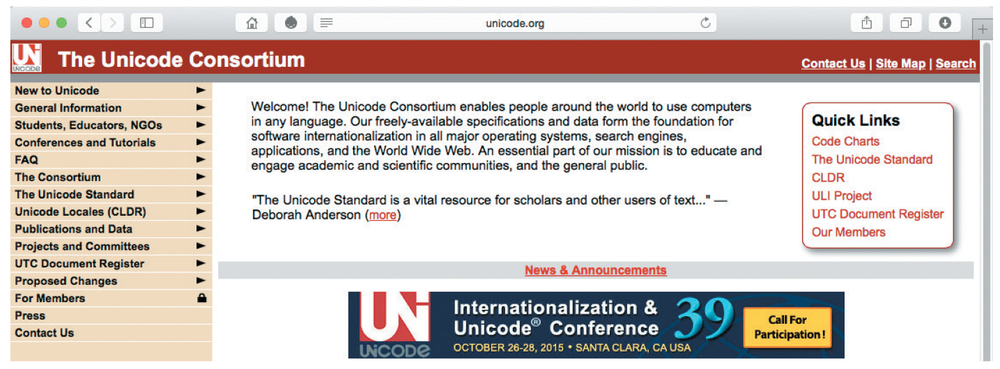 unicode.org
UNICODE
The Unicode Consortium
Contact Us | Site Map | Search
New to Unicode
General Information
Students, Educators, NGOs
Conferences and Tutorials
FAQ
The Consortium
The Unicode Standard
Unicode Locales (CLDR)
Publications and Data
Projects and Committees
UTC Document Register
Proposed Changes
For Members
Press
Contact Us
Welcome! The Unicode Consortium enables people around the world to use computers
in any language. Our freely-available specifications and data form the foundation for
software internationalization in all major operating systems, search engines,
applications, and the World Wide Web. An essential part of our mission is to educate and
engage academic and scientific communities, and the general public.
"The Unicode Standard is a vital resource for scholars and other users of text..." —
Deborah Anderson (more)
Quick Links
Code Charts
The Unicode Standard
CLDR
ULI Project
UTC Document Register
Our Members
News & Announcements
UNICODE
Internationalization &
Unicode® Conference
39
OCTOBER 26-28, 2015 • SANTA CLARA, CA USA
Call For
Participation!